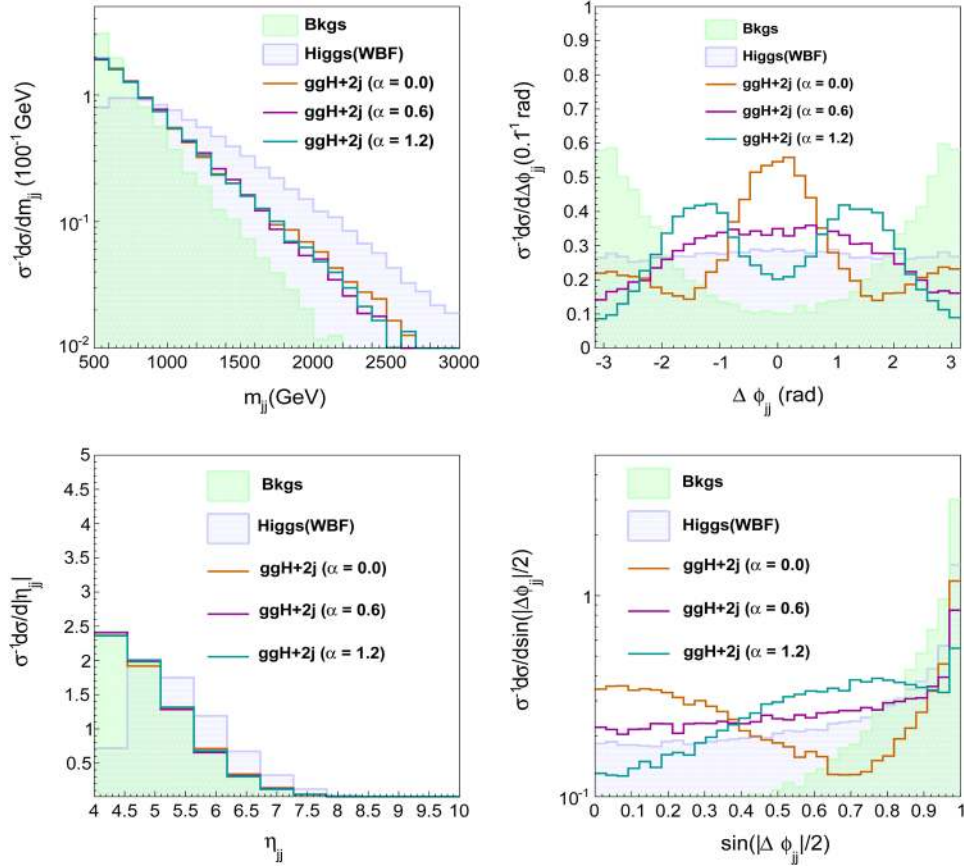 σ⁻¹dσ/dm_jj (100⁻¹ GeV)
Bkgs
Higgs(WBF)
ggH+2j (α = 0.0)
ggH+2j (α = 0.6)
ggH+2j (α = 1.2)
1
10⁻¹
10⁻²
500 1000 1500 2000 2500 3000
m_jj(GeV)
σ⁻¹dσ/dΔϕ_jj(0.1⁻¹ rad)
Bkgs
Higgs(WBF)
ggH+2j (α = 0.0)
ggH+2j (α = 0.6)
ggH+2j (α = 1.2)
1
0.9
0.8
0.7
0.6
0.5
0.4
0.3
0.2
0.1
0
-3 -2 -1 0 1 2 3
Δ ϕ_jj (rad)
σ⁻¹dσ/d|η_jj|
Bkgs
Higgs(WBF)
ggH+2j (α = 0.0)
ggH+2j (α = 0.6)
ggH+2j (α = 1.2)
5
4.5
4
3.5
3
2.5
2
1.5
1
0.5
4 4.5 5 5.5 6 6.5 7 7.5 8 8.5 9 9.5 10
η_jj
σ⁻¹dσ/dsin(|Δϕ_jj|/2)
Bkgs
Higgs(WBF)
ggH+2j (α = 0.0)
ggH+2j (α = 0.6)
ggH+2j (α = 1.2)
1
10⁻¹
0 0.1 0.2 0.3 0.4 0.5 0.6 0.7 0.8 0.9 1
sin(|Δ ϕ_jj|/2)